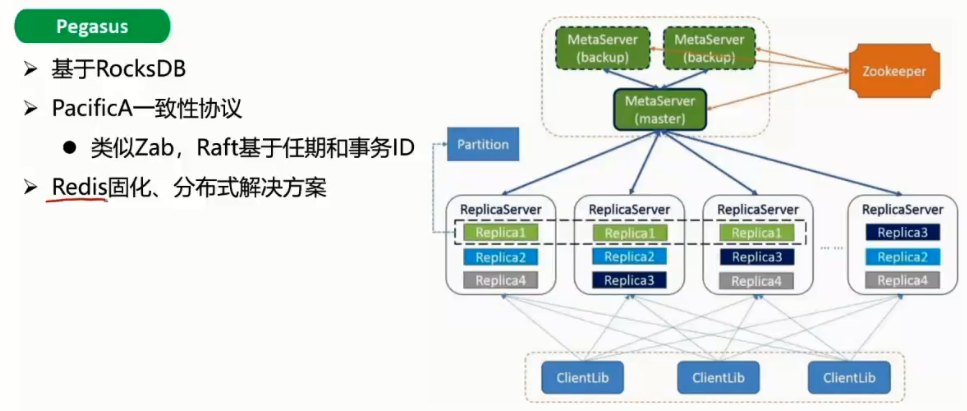 Pegasus
➢ 基于RocksDB
➢ PacificA一致性协议
● 类似Zab，Raft基于任期和事务ID
➢ Redis固化、分布式解决方案
MetaServer
(backup)
MetaServer
(backup)
Zookeeper
MetaServer
(master)
Partition
ReplicaServer
Replica1
Replica2
Replica4
ReplicaServer
Replica1
Replica2
Replica3
ReplicaServer
Replica1
Replica3
Replica4
... ...
ReplicaServer
Replica3
Replica2
Replica4
ClientLib
ClientLib
ClientLib